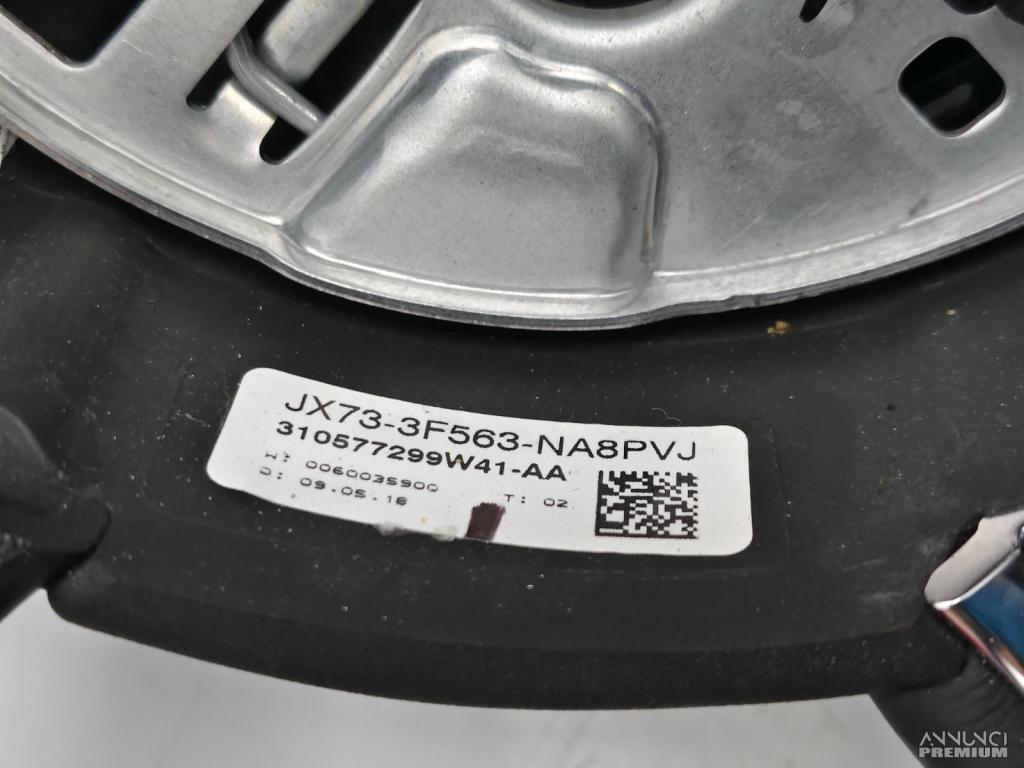 JX73-3F563-NA8PVJ
310577299W41-AA
W: 0060035900
D: 09.05.18 T: 02
ANNUNCI
PREMIUM